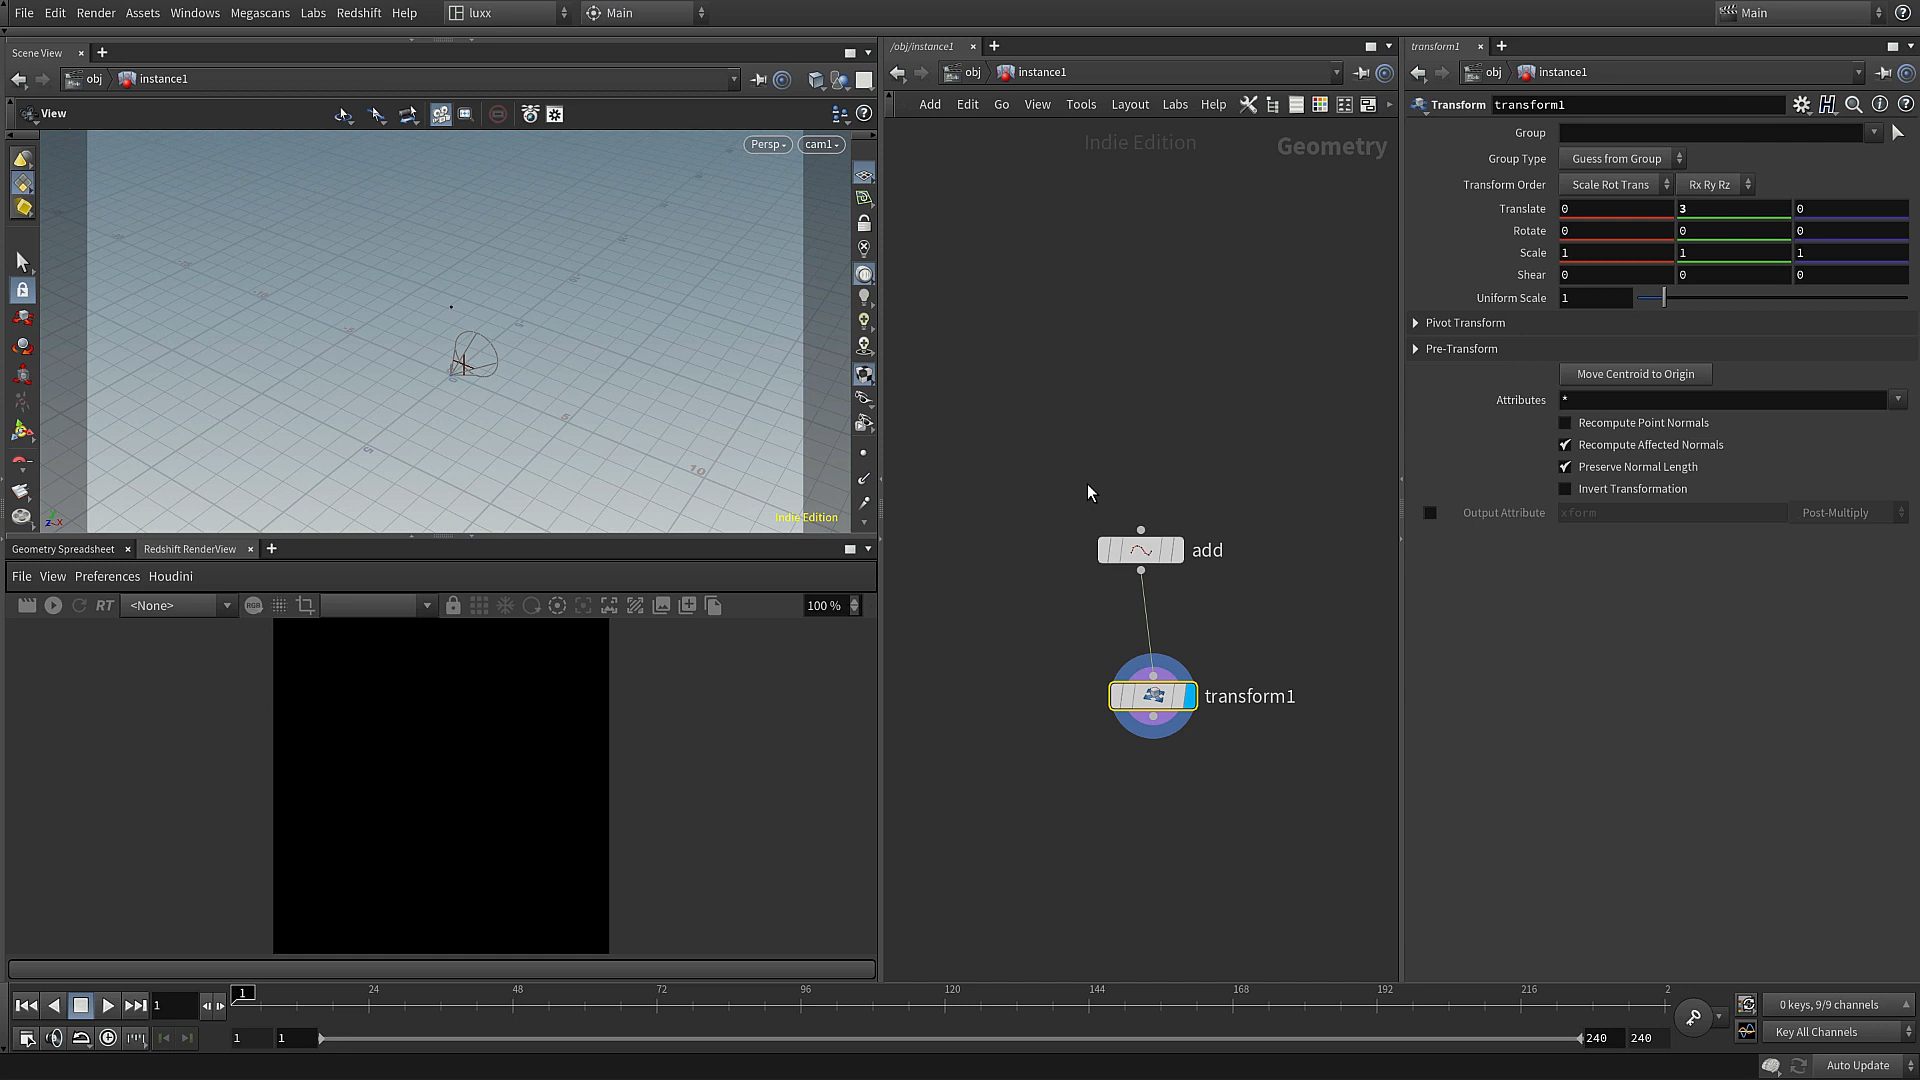 File Edit Render Assets Windows Megascans Labs Redshift Help luxx Main Main
Scene View
obj instance1
View
Persp cam1
5
5
10
Indie Edition
Z X
Geometry Spreadsheet Redshift RenderView
File View Preferences Houdini
RT <None> RGB 100 %
/obj/instance1
obj instance1
Add Edit Go View Tools Layout Labs Help
Indie Edition
Geometry
add
transform1
transform1
obj instance1
Transform transform1
Group
Group Type Guess from Group
Transform Order Scale Rot Trans Rx Ry Rz
Translate 0 3 0
Rotate 0 0 0
Scale 1 1 1
Shear 0 0 0
Uniform Scale 1
Pivot Transform
Pre-Transform
Move Centroid to Origin
Attributes *
Recompute Point Normals
Recompute Affected Normals
Preserve Normal Length
Invert Transformation
Output Attribute xform Post-Multiply
1 1 24 48 72 96 120 144 168 192 216 2
0 keys, 9/9 channels
1 1 240 240
Key All Channels
Auto Update